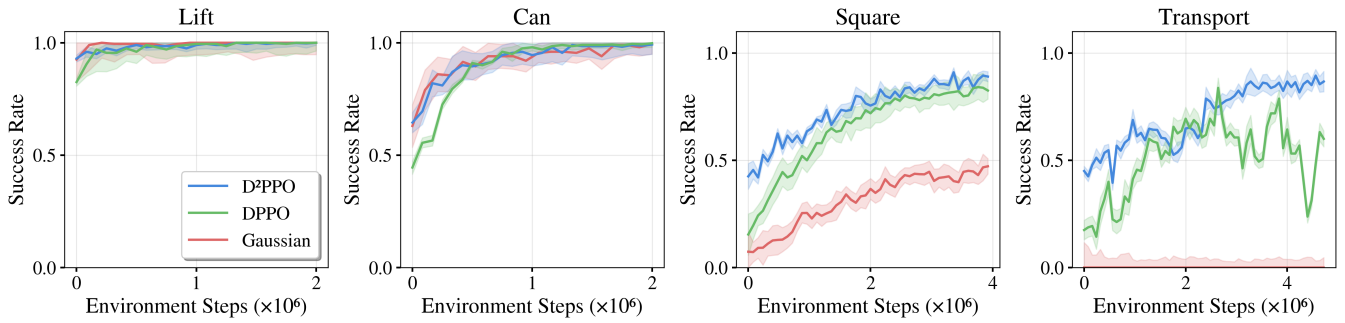 Lift
Success Rate
1.0
0.5
0.0
D²PPO
DPPO
Gaussian
0
1
2
Environment Steps (×10⁶)
Can
Success Rate
1.0
0.5
0.0
0
1
2
Environment Steps (×10⁶)
Square
Success Rate
1.0
0.5
0.0
0
2
4
Environment Steps (×10⁶)
Transport
Success Rate
1.0
0.5
0.0
0
2
4
Environment Steps (×10⁶)